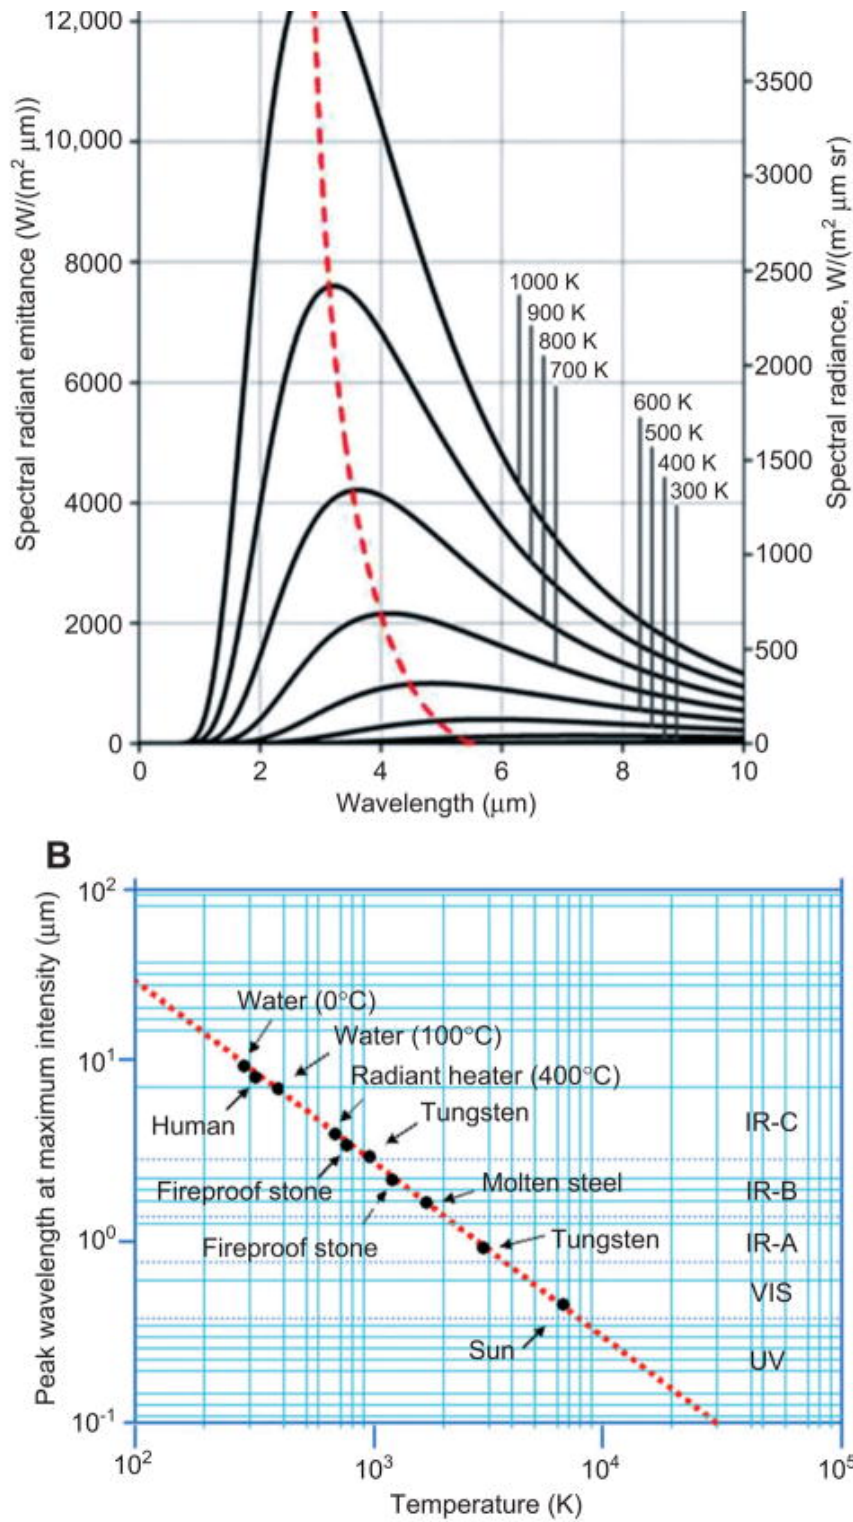 12,000
10,000
8000
6000
4000
2000
0
Spectral radiant emittance (W/(m² μm))
3500
3000
2500
2000
1500
1000
500
0
Spectral radiance, W/(m² μm sr)
1000 K
900 K
800 K
700 K
600 K
500 K
400 K
300 K
0 2 4 6 8 10
Wavelength (μm)
B
Peak wavelength at maximum intensity (μm)
10²
10¹
10⁰
10⁻¹
Water (0°C)
Water (100°C)
Radiant heater (400°C)
Tungsten
Human
Fireproof stone
Molten steel
Fireproof stone
Tungsten
Sun
IR-C
IR-B
IR-A
VIS
UV
10² 10³ 10⁴ 10⁵
Temperature (K)